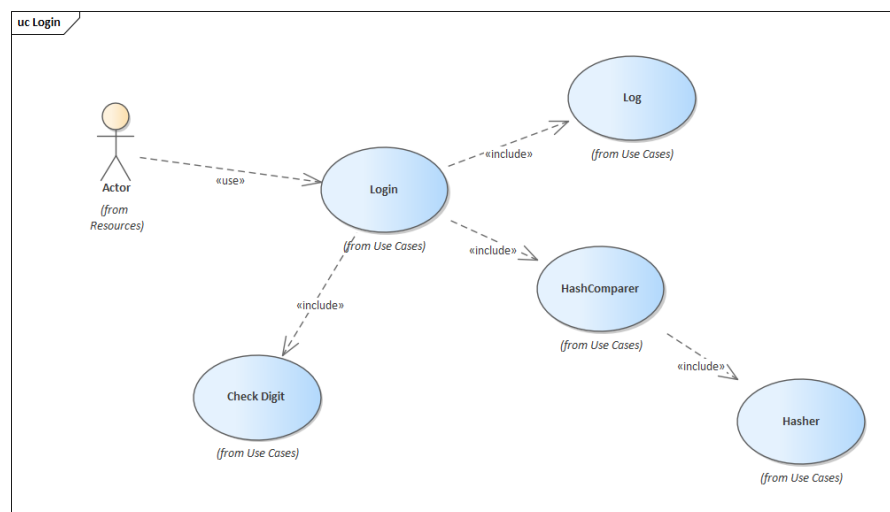 uc Login
Log
«include»
(from Use Cases)
Actor
(from
Resources)
«use»
Login
(from Use Cases)
«include»
HashComparer
(from Use Cases)
«include»
Check Digit
(from Use Cases)
«include»
Hasher
(from Use Cases)